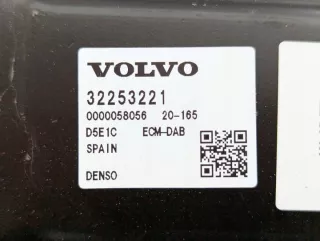 VOLVO
32253221
0000058056 20-165
D5E1C ECM-DAB
SPAIN
DENSO